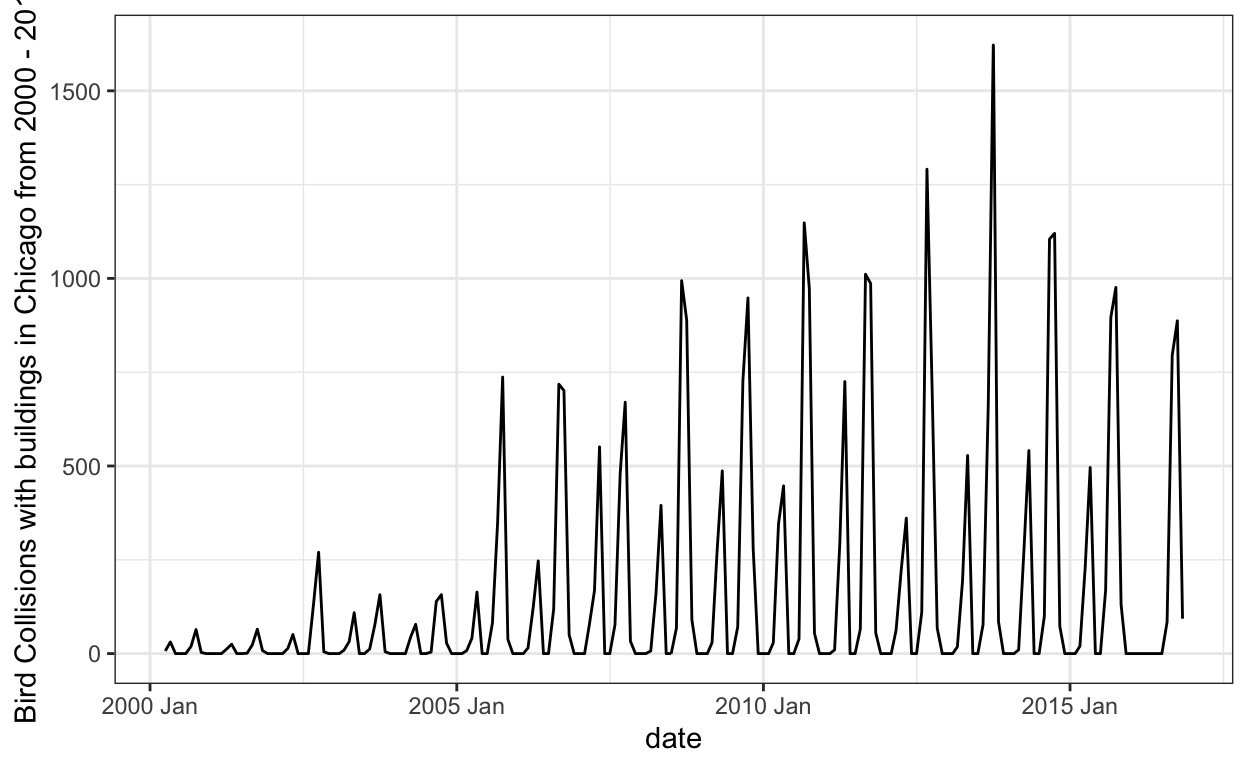 Bird Collisions with buildings in Chicago from 2000 - 201
1500
1000
500
0
2000 Jan
2005 Jan
2010 Jan
2015 Jan
date